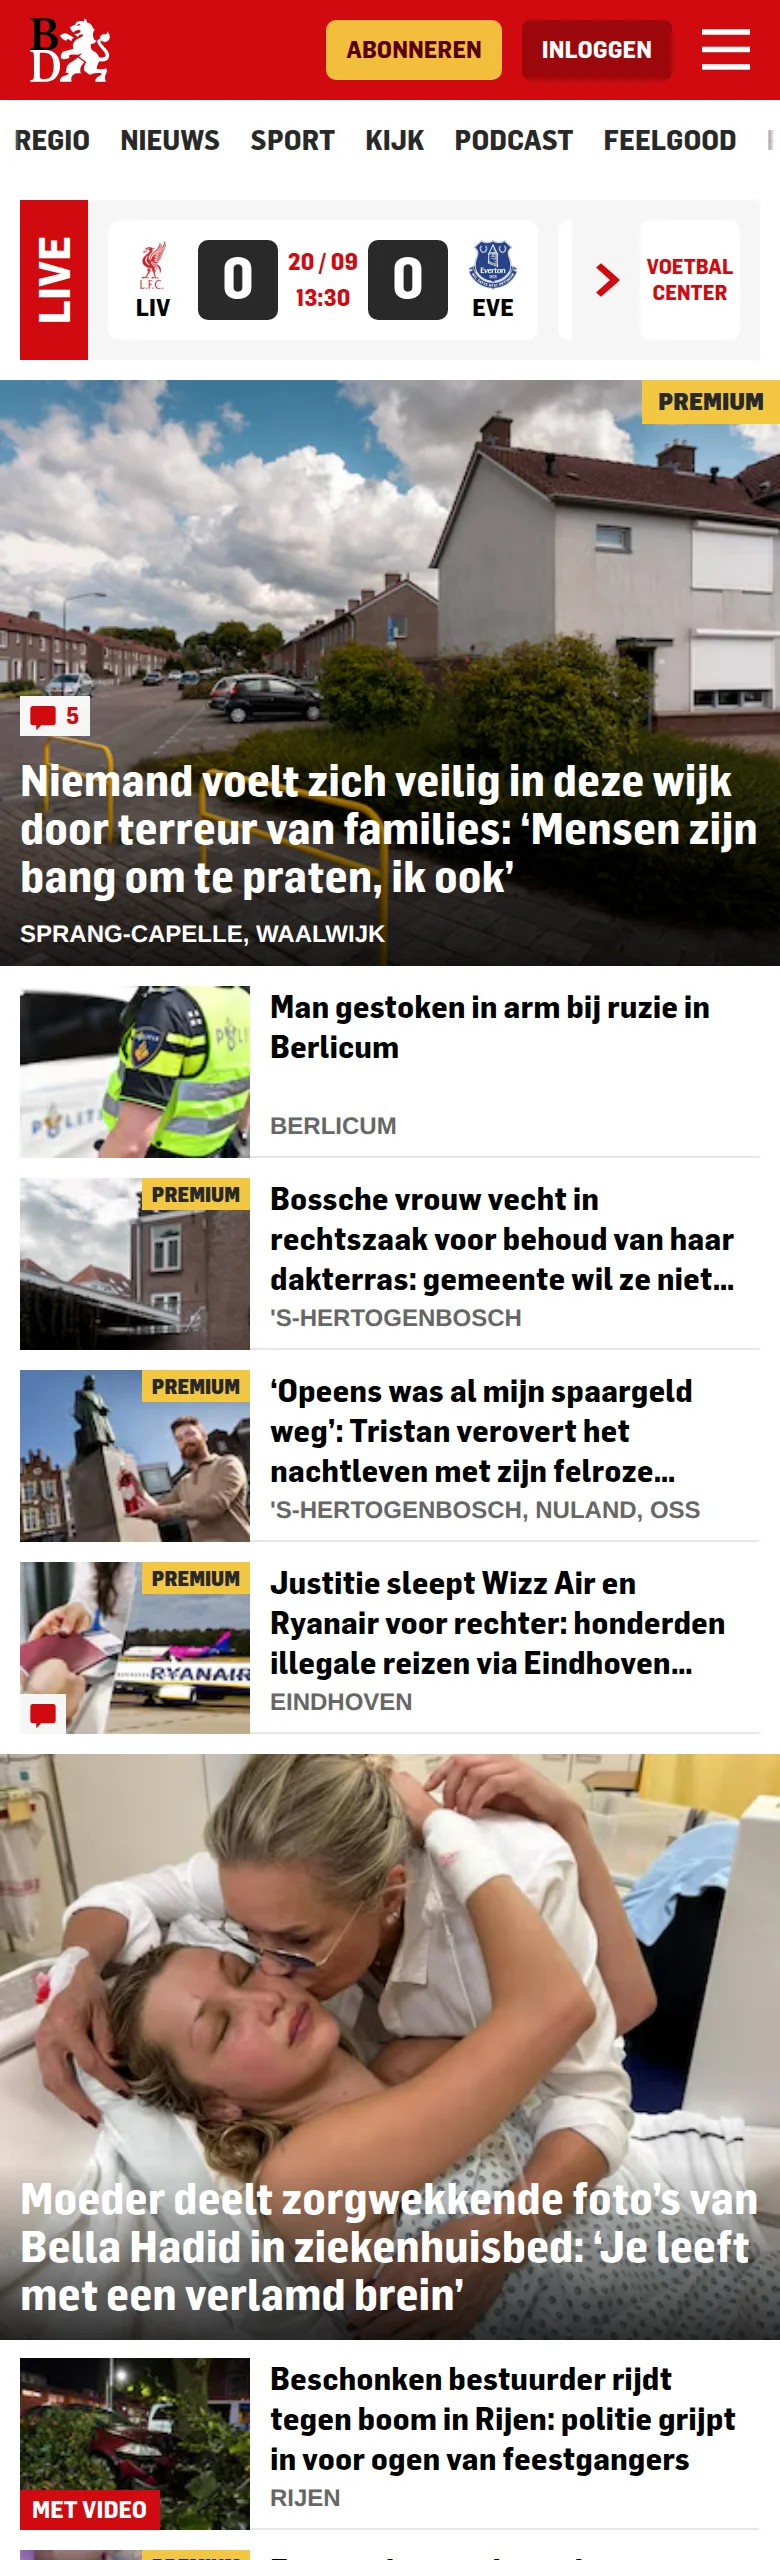 BD
ABONNEREN
INLOGGEN
REGIO NIEUWS SPORT KIJK PODCAST FEELGOOD
LIVE
L.F.C.
LIV
0
20 / 09
13:30
0
Everton
EVE
VOETBAL
CENTER
PREMIUM
5
Niemand voelt zich veilig in deze wijk
door terreur van families: ‘Mensen zijn
bang om te praten, ik ook’
SPRANG-CAPELLE, WAALWIJK
Man gestoken in arm bij ruzie in
Berlicum
BERLICUM
PREMIUM
Bossche vrouw vecht in
rechtszaak voor behoud van haar
dakterras: gemeente wil ze niet...
'S-HERTOGENBOSCH
PREMIUM
‘Opeens was al mijn spaargeld
weg’: Tristan verovert het
nachtleven met zijn felroze...
'S-HERTOGENBOSCH, NULAND, OSS
PREMIUM
RYANAIR
Justitie sleept Wizz Air en
Ryanair voor rechter: honderden
illegale reizen via Eindhoven...
EINDHOVEN
Moeder deelt zorgwekkende foto’s van
Bella Hadid in ziekenhuisbed: ‘Je leeft
met een verlamd brein’
MET VIDEO
Beschonken bestuurder rijdt
tegen boom in Rijen: politie grijpt
in voor ogen van feestgangers
RIJEN